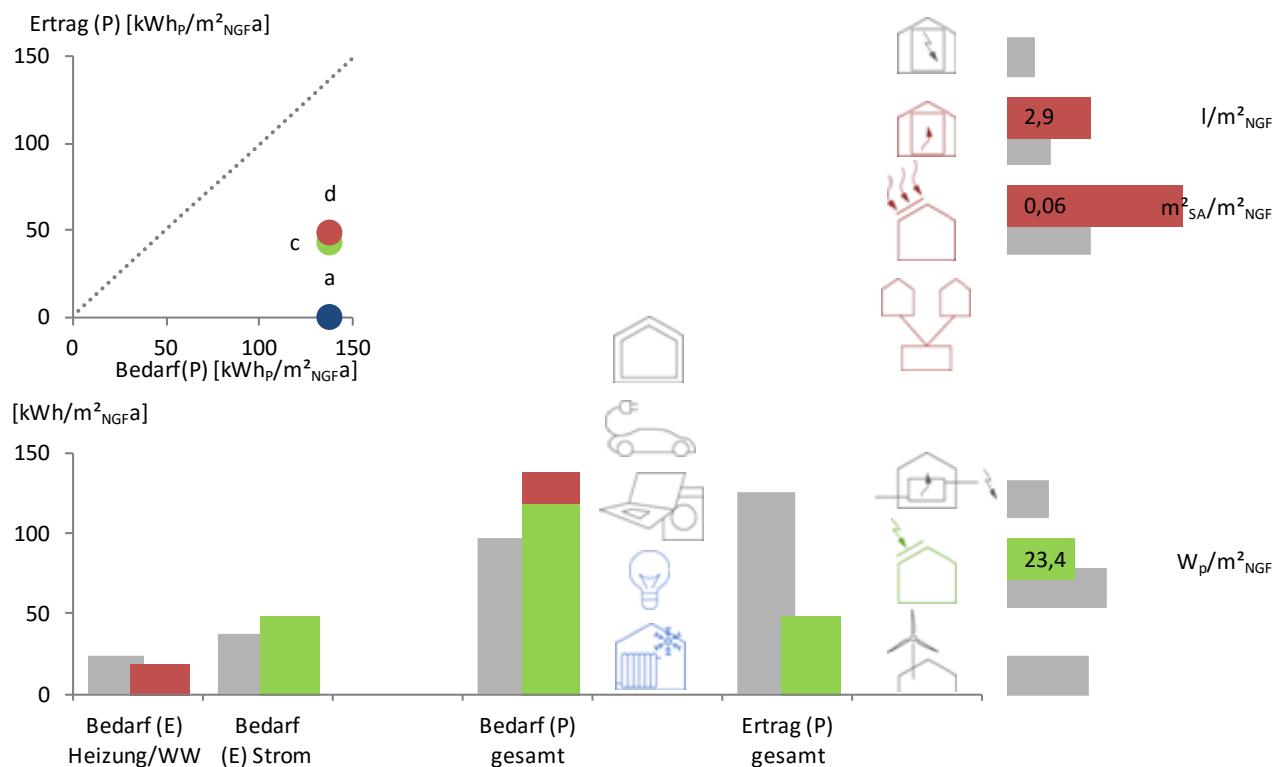 Ertrag (P) [kWhP/m²NGFa]
150
100
50
0
d
c
a
0
50
100
150
Bedarf(P) [kWhP/m²NGFa]
2,9
l/m²NGF
0,06
m²SA/m²NGF
[kWh/m²NGFa]
150
100
50
0
23,4
Wp/m²NGF
Bedarf (E)
Heizung/WW
Bedarf
(E) Strom
Bedarf (P)
gesamt
Ertrag (P)
gesamt